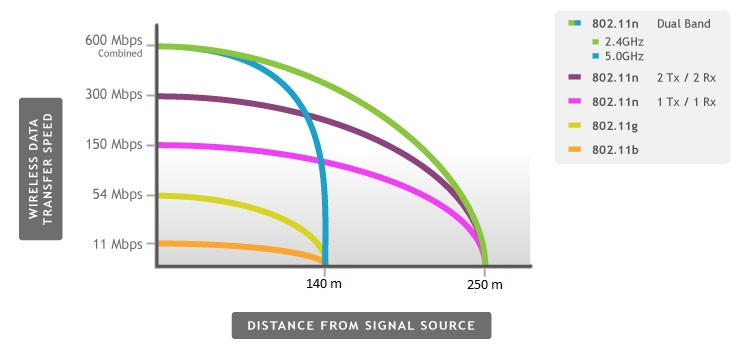 600 Mbps
Combined
300 Mbps
150 Mbps
54 Mbps
11 Mbps
WIRELESS DATA
TRANSFER SPEED
140 m
250 m
DISTANCE FROM SIGNAL SOURCE
802.11n Dual Band
2.4GHz
5.0GHz
802.11n 2 Tx / 2 Rx
802.11n 1 Tx / 1 Rx
802.11g
802.11b